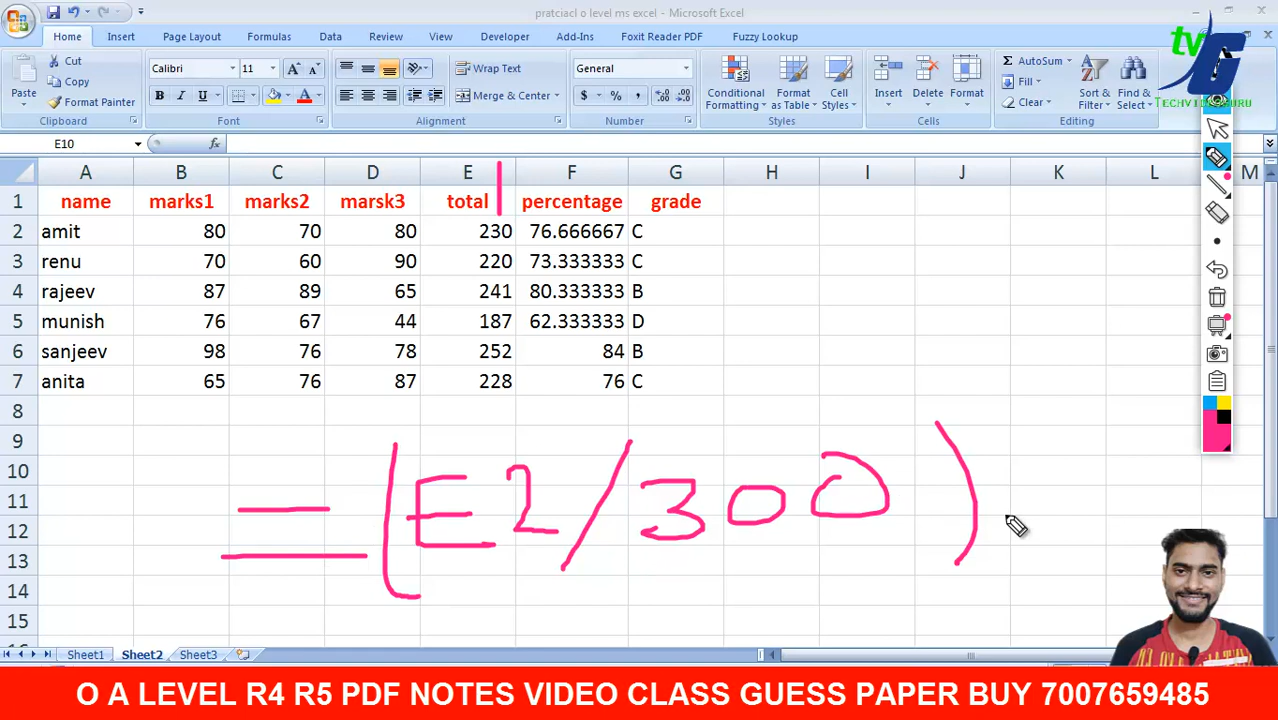 pratciacl o level ms excel - Microsoft Excel
Home Insert Page Layout Formulas Data Review View Developer Add-Ins Foxit Reader PDF Fuzzy Lookup
tv G
TECHVIDEGURU
Paste
Cut
Copy
Format Painter
Clipboard
Calibri 11
B I U
Font
Wrap Text
Merge & Center
Alignment
General
$ % ,
Number
Conditional Formatting
Format as Table
Cell Styles
Styles
Insert Delete Format
Cells
AutoSum
Fill
Clear
Sort & Filter
Find & Select
Editing
E10 fx
A B C D E F G H I J K L M
1 name marks1 marks2 marsk3 total percentage grade
2 amit 80 70 80 230 76.666667 C
3 renu 70 60 90 220 73.333333 C
4 rajeev 87 89 65 241 80.333333 B
5 munish 76 67 44 187 62.333333 D
6 sanjeev 98 76 78 252 84 B
7 anita 65 76 87 228 76 C
8
9
10
11
12
13
14
15
16
=(E2/300)
Sheet1 Sheet2 Sheet3
O A LEVEL R4 R5 PDF NOTES VIDEO CLASS GUESS PAPER BUY 7007659485